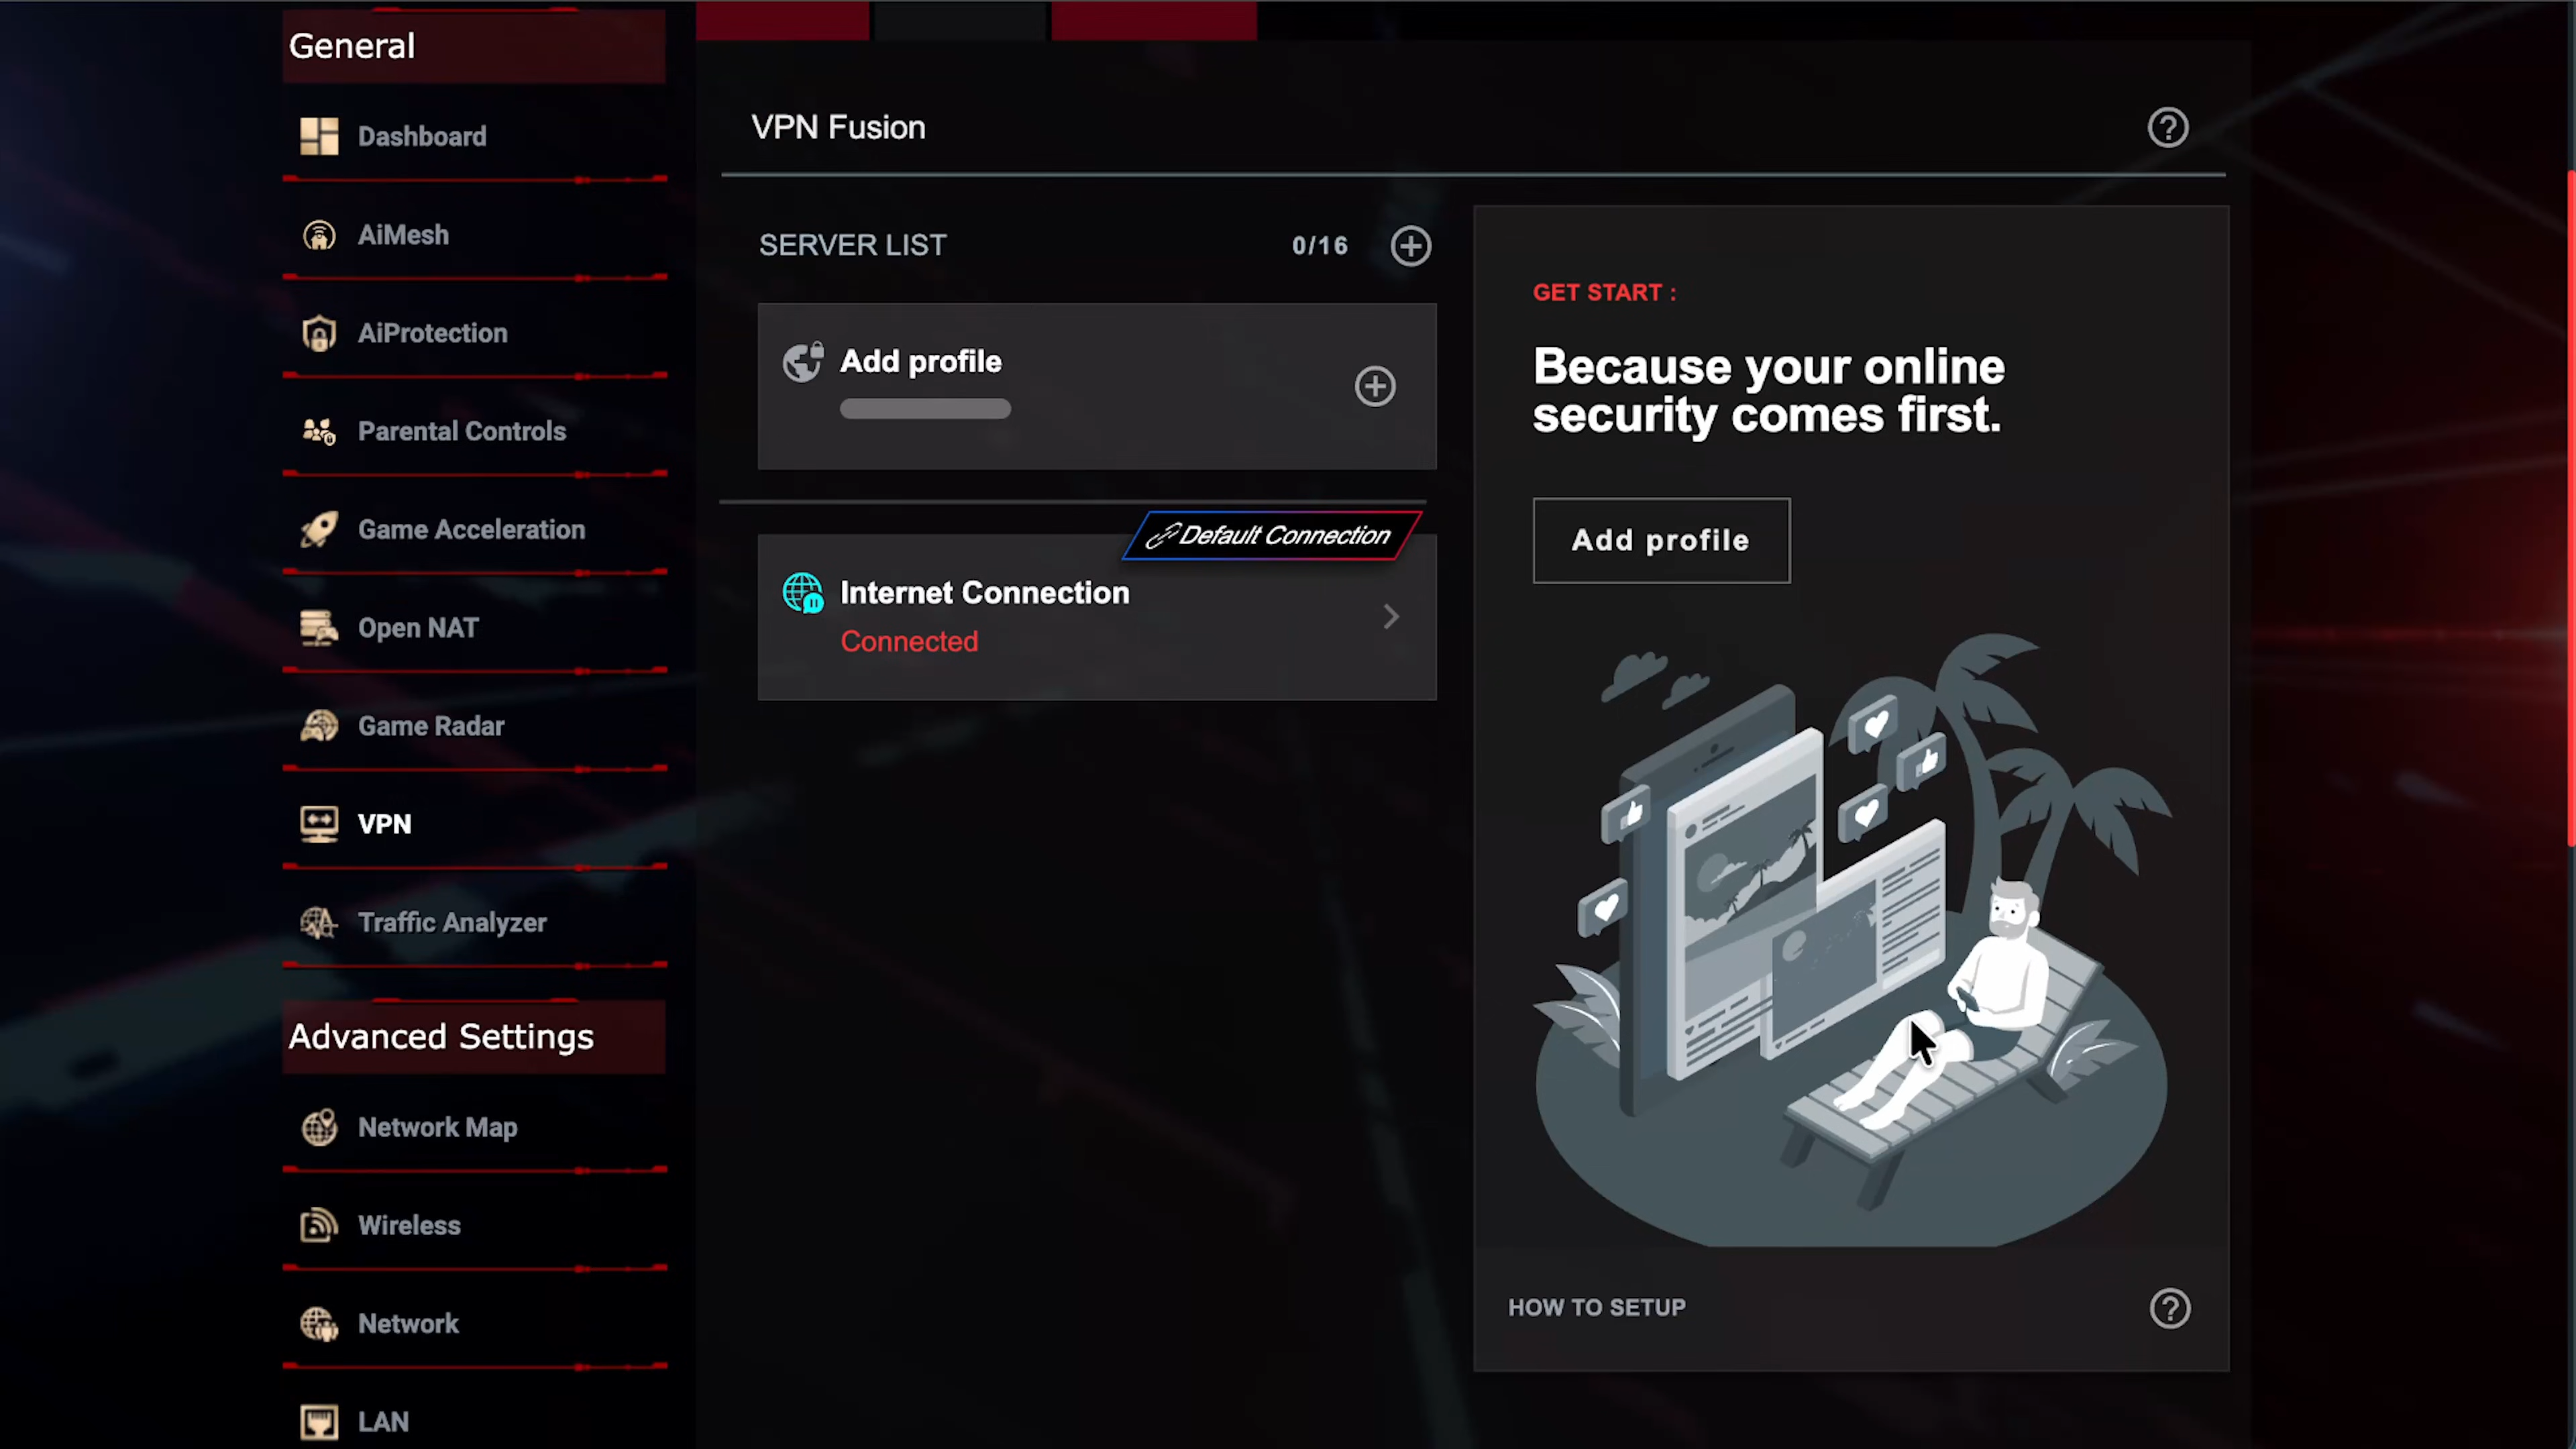 General
Dashboard
AiMesh
AiProtection
Parental Controls
Game Acceleration
Open NAT
Game Radar
VPN
Traffic Analyzer
Advanced Settings
Network Map
Wireless
Network
LAN
VPN Fusion
SERVER LIST 0/16
Add profile
Default Connection
Internet Connection
Connected
GET START :
Because your online
security comes first.
Add profile
HOW TO SETUP